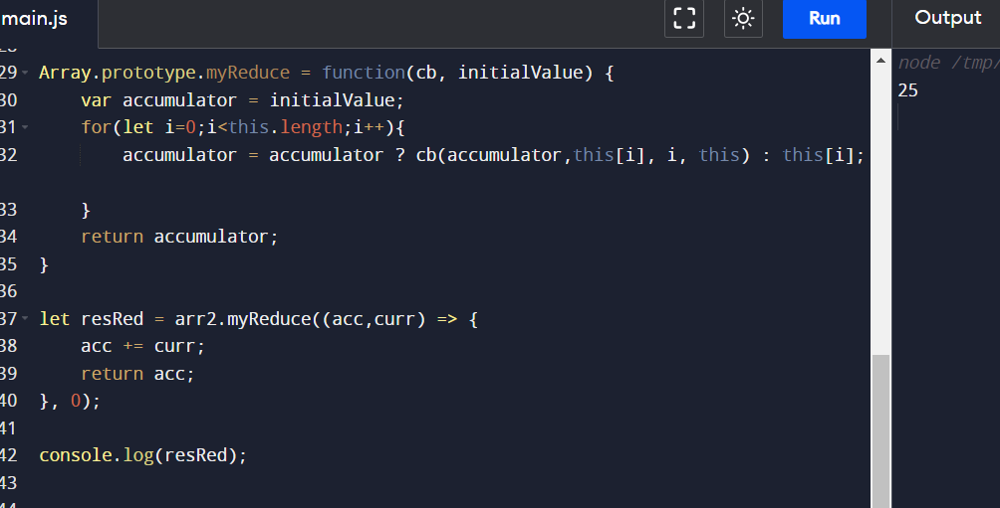 main.js
Run
Output
29 Array.prototype.myReduce = function(cb, initialValue) {
30 var accumulator = initialValue;
31 for(let i=0;i<this.length;i++){
32 accumulator = accumulator ? cb(accumulator,this[i], i, this) : this[i];
33 }
34 return accumulator;
35 }
36
37 let resRed = arr2.myReduce((acc,curr) => {
38 acc += curr;
39 return acc;
40 }, 0);
41
42 console.log(resRed);
43
node /tmp/
25